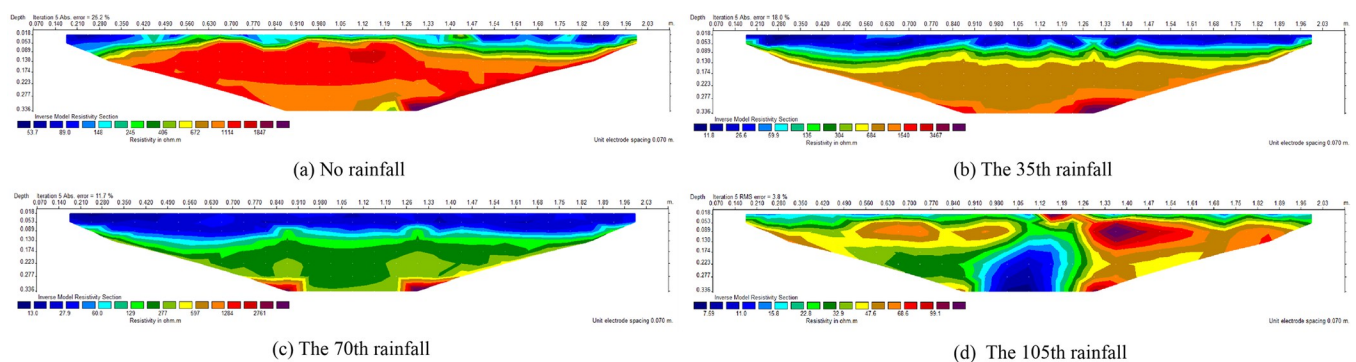 Depth Iteration 5 Abs. error = 25.2 % m.
0.070 0.140 0.210 0.280 0.350 0.420 0.490 0.560 0.630 0.700 0.770 0.840 0.910 0.980 1.05 1.12 1.19 1.26 1.33 1.40 1.47 1.54 1.61 1.68 1.75 1.82 1.89 1.96 2.03
0.018
0.053
0.089
0.130
0.174
0.223
0.277
0.336
Inverse Model Resistivity Section
53.7 89.0 148 245 406 672 1114 1847
Resistivity in ohm.m
Unit electrode spacing 0.070 m.
(a) No rainfall
Depth Iteration 5 Abs. error = 18.0 % m.
0.070 0.140 0.210 0.280 0.350 0.420 0.490 0.560 0.630 0.700 0.770 0.840 0.910 0.980 1.05 1.12 1.19 1.26 1.33 1.40 1.47 1.54 1.61 1.68 1.75 1.82 1.89 1.96 2.03
0.018
0.053
0.089
0.130
0.174
0.223
0.277
0.336
Inverse Model Resistivity Section
11.8 26.6 59.9 135 304 684 1540 3467
Resistivity in ohm.m
Unit electrode spacing 0.070 m.
(b) The 35th rainfall
Depth Iteration 5 Abs. error = 11.7 % m.
0.070 0.140 0.210 0.280 0.350 0.420 0.490 0.560 0.630 0.700 0.770 0.840 0.910 0.980 1.05 1.12 1.19 1.26 1.33 1.40 1.47 1.54 1.61 1.68 1.75 1.82 1.89 1.96 2.03
0.018
0.053
0.089
0.130
0.174
0.223
0.277
0.336
Inverse Model Resistivity Section
13.0 27.9 60.0 129 277 597 1284 2761
Resistivity in ohm.m
Unit electrode spacing 0.070 m.
(c) The 70th rainfall
Depth Iteration 5 RMS error = 3.8 % m.
0.070 0.140 0.210 0.280 0.350 0.420 0.490 0.560 0.630 0.700 0.770 0.840 0.910 0.980 1.05 1.12 1.19 1.26 1.33 1.40 1.47 1.54 1.61 1.68 1.75 1.82 1.89 1.96 2.03
0.018
0.053
0.089
0.130
0.174
0.223
0.277
0.336
Inverse Model Resistivity Section
7.59 11.0 15.8 22.8 32.9 47.6 68.6 99.1
Resistivity in ohm.m
Unit electrode spacing 0.070 m.
(d) The 105th rainfall